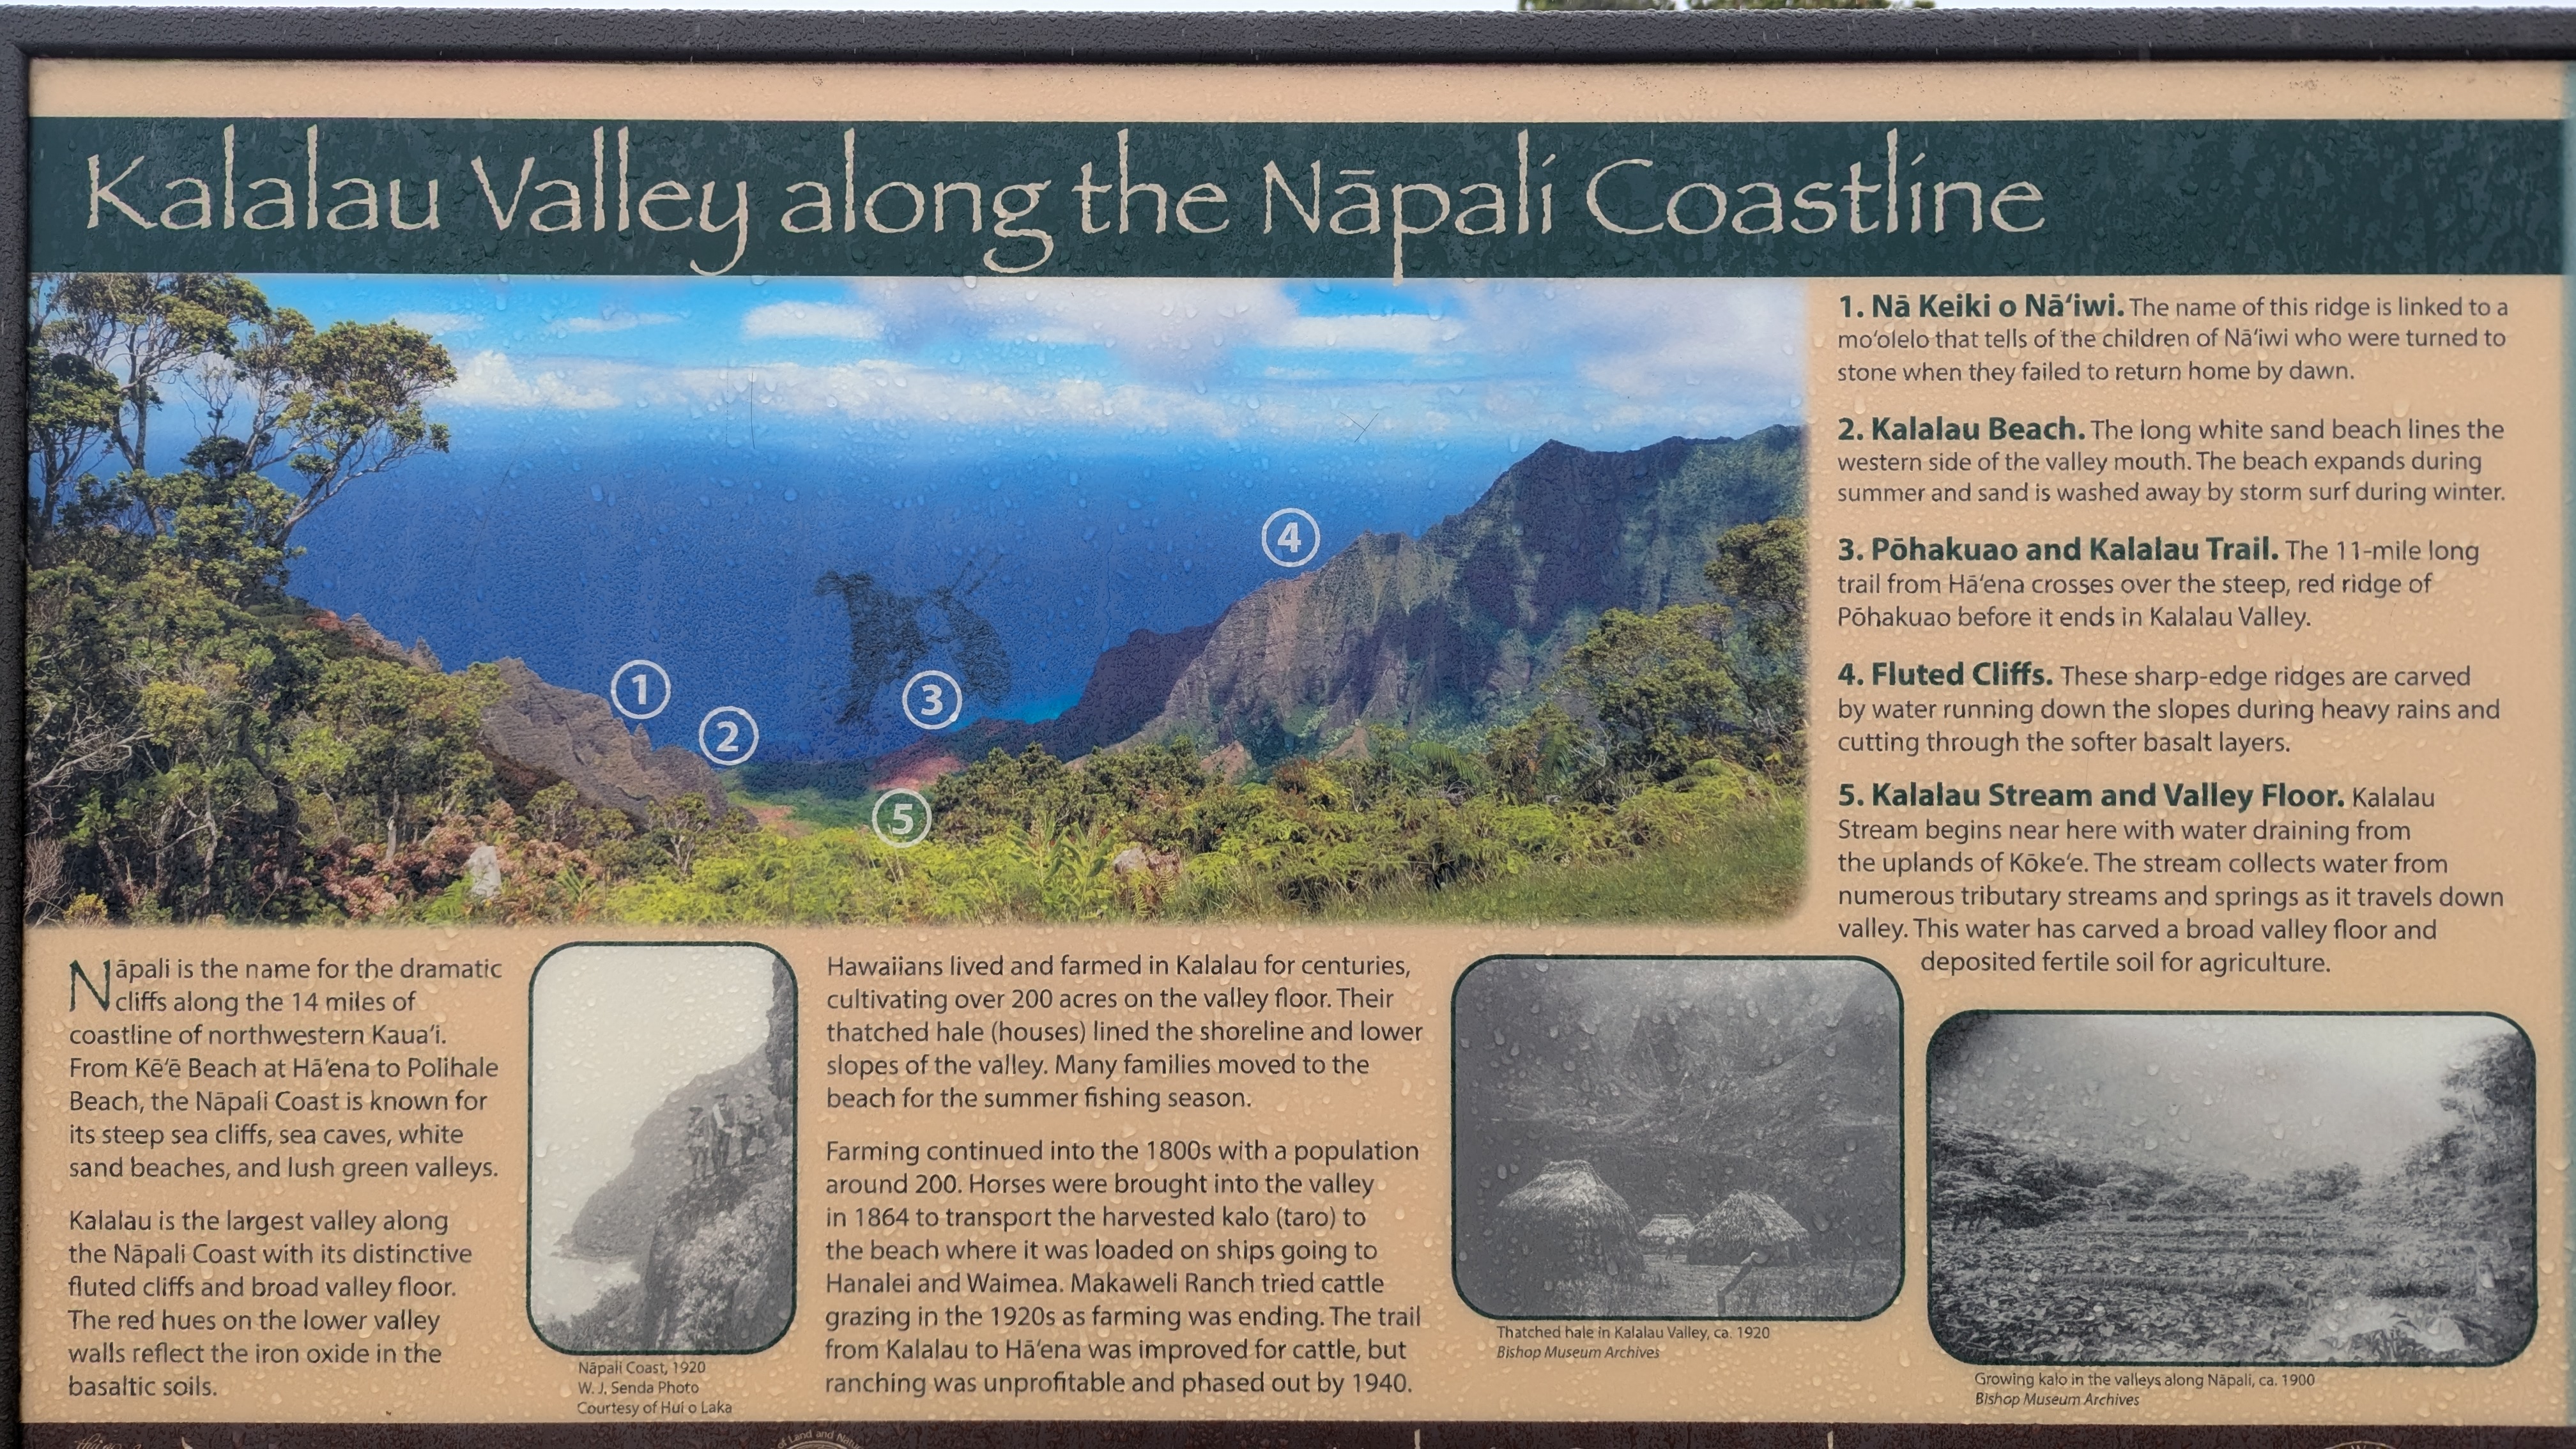 Kalalau Valley along the Nāpali Coastline
1. Nā Keiki o Nāʻiwi. The name of this ridge is linked to a
moʻolelo that tells of the children of Nāʻiwi who were turned to
stone when they failed to return home by dawn.
2. Kalalau Beach. The long white sand beach lines the
western side of the valley mouth. The beach expands during
summer and sand is washed away by storm surf during winter.
3. Pōhakuao and Kalalau Trail. The 11-mile long
trail from Hāʻena crosses over the steep, red ridge of
Pōhakuao before it ends in Kalalau Valley.
4. Fluted Cliffs. These sharp-edge ridges are carved
by water running down the slopes during heavy rains and
cutting through the softer basalt layers.
5. Kalalau Stream and Valley Floor. Kalalau
Stream begins near here with water draining from
the uplands of Kōkeʻe. The stream collects water from
numerous tributary streams and springs as it travels down
valley. This water has carved a broad valley floor and
deposited fertile soil for agriculture.
4
1
3
2
5
Nāpali is the name for the dramatic
cliffs along the 14 miles of
coastline of northwestern Kauaʻi.
From Kēʻē Beach at Hāʻena to Polihale
Beach, the Nāpali Coast is known for
its steep sea cliffs, sea caves, white
sand beaches, and lush green valleys.
Kalalau is the largest valley along
the Nāpali Coast with its distinctive
fluted cliffs and broad valley floor.
The red hues on the lower valley
walls reflect the iron oxide in the
basaltic soils.
Nāpali Coast, 1920
W. J. Senda Photo
Courtesy of Hui o Laka
Hawaiians lived and farmed in Kalalau for centuries,
cultivating over 200 acres on the valley floor. Their
thatched hale (houses) lined the shoreline and lower
slopes of the valley. Many families moved to the
beach for the summer fishing season.
Farming continued into the 1800s with a population
around 200. Horses were brought into the valley
in 1864 to transport the harvested kalo (taro) to
the beach where it was loaded on ships going to
Hanalei and Waimea. Makaweli Ranch tried cattle
grazing in the 1920s as farming was ending. The trail
from Kalalau to Hāʻena was improved for cattle, but
ranching was unprofitable and phased out by 1940.
Thatched hale in Kalalau Valley, ca. 1920
Bishop Museum Archives
Growing kalo in the valleys along Nāpali, ca. 1900
Bishop Museum Archives
of Land and